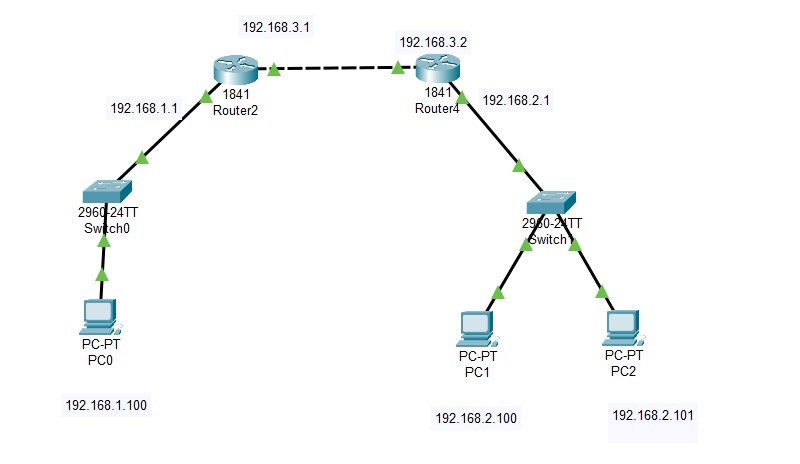 192.168.3.1
192.168.3.2
1841
Router2
1841
Router4
192.168.1.1
192.168.2.1
2960-24TT
Switch0
2960-24TT
Switch1
PC-PT
PC0
PC-PT
PC1
PC-PT
PC2
192.168.1.100
192.168.2.100
192.168.2.101